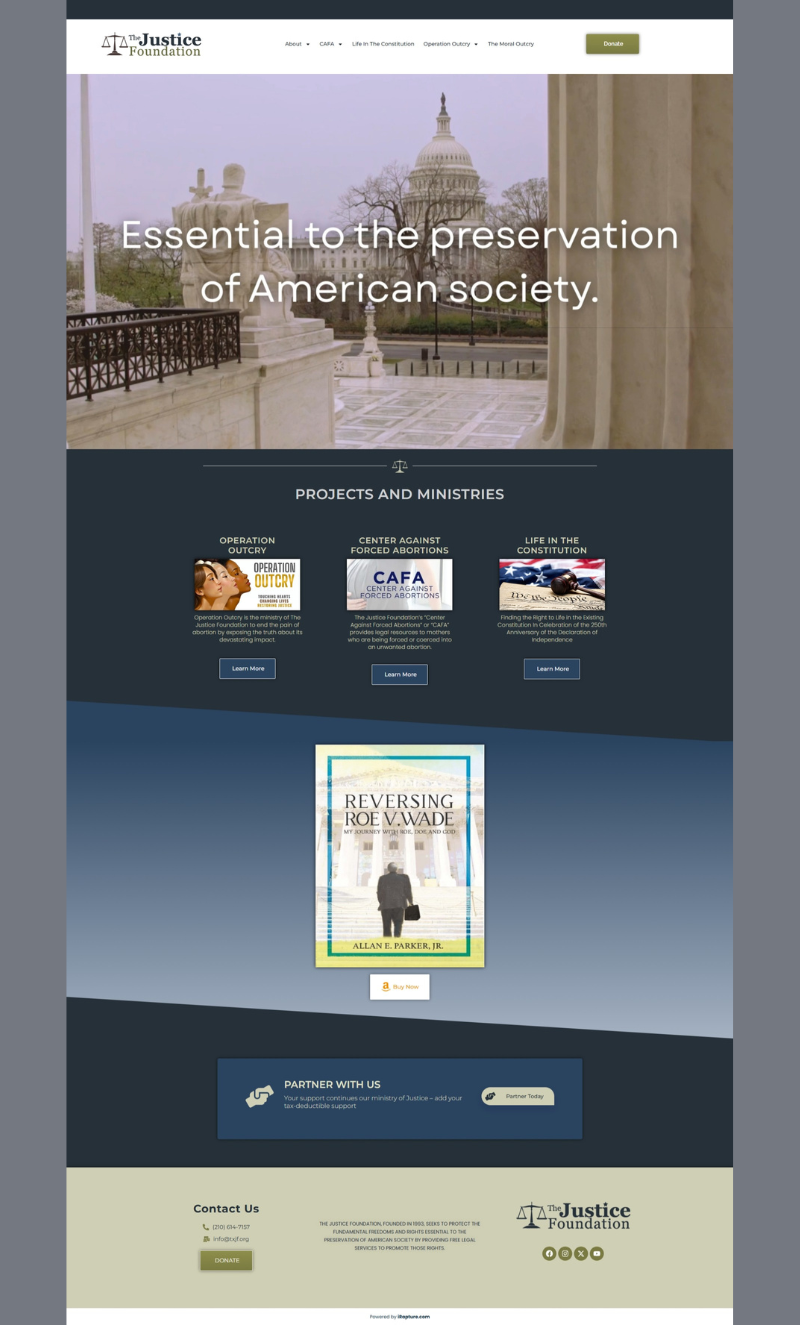 The Justice
Foundation
About CAFA Life In The Constitution Operation Outcry The Moral Outcry
Donate
Essential to the preservation
of American society.
PROJECTS AND MINISTRIES
OPERATION
OUTCRY
OPERATION
OUTCRY
TOUCHING HEARTS
CHANGING LIVES
RESTORING JUSTICE
Operation Outcry is the ministry of The
Justice Foundation to end the pain of
abortion by exposing the truth about its
devastating impact.
Learn More
CENTER AGAINST
FORCED ABORTIONS
CAFA
CENTER AGAINST
FORCED ABORTIONS
The Justice Foundation's "Center
Against Forced Abortions" or "CAFA"
provides legal resources to mothers
who are being forced or coerced into
an unwanted abortion.
Learn More
LIFE IN THE
CONSTITUTION
We the People
Finding the Right to Life in the Existing
Constitution In Celebration of the 250th
Anniversary of the Declaration of
Independence
Learn More
REVERSING
ROE V. WADE
MY JOURNEY WITH ROE, DOE AND GOD
ALLAN E. PARKER, JR.
Buy Now
PARTNER WITH US
Your support continues our ministry of Justice – add your
tax-deductible support
Partner Today
Contact Us
(210) 614-7157
info@txjf.org
DONATE
THE JUSTICE FOUNDATION, FOUNDED IN 1993, SEEKS TO PROTECT THE
FUNDAMENTAL FREEDOMS AND RIGHTS ESSENTIAL TO THE
PRESERVATION OF AMERICAN SOCIETY BY PROVIDING FREE LEGAL
SERVICES TO PROMOTE THOSE RIGHTS.
The Justice
Foundation
Powered by iRapture.com